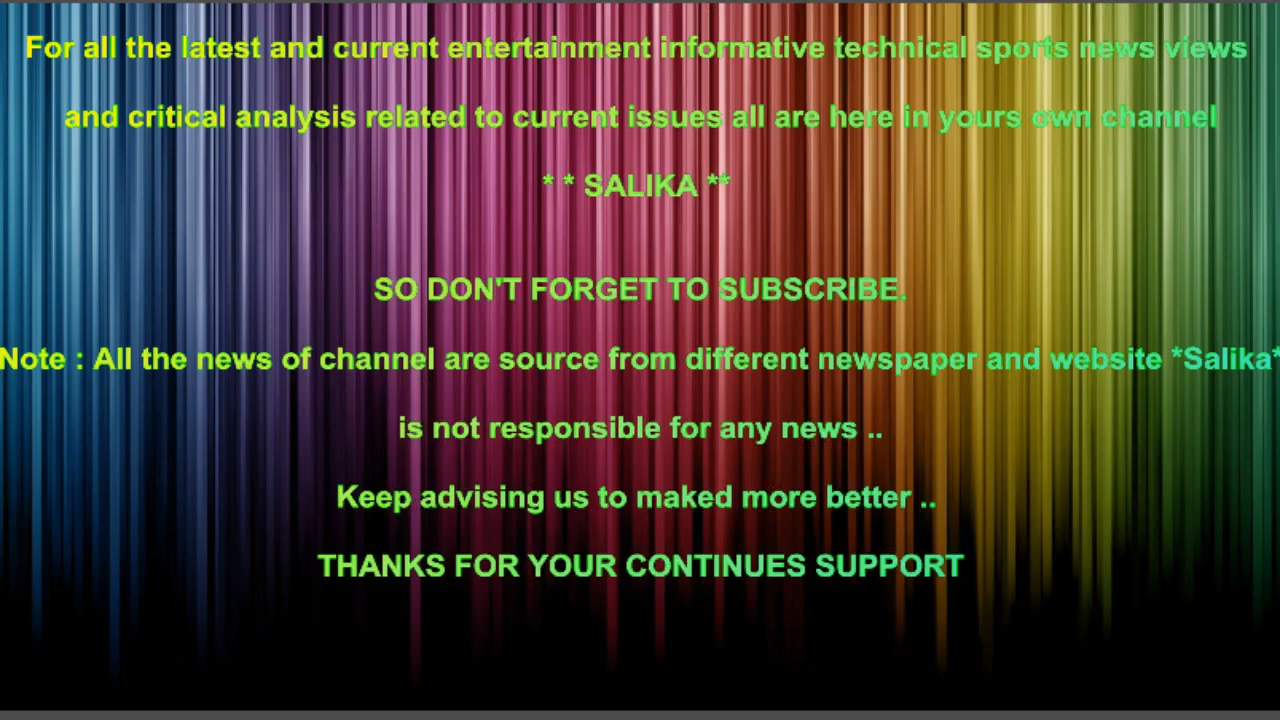 For all the latest and current entertainment informative technical sports news views
and critical analysis related to current issues all are here in yours own channel
* * SALIKA **
SO DON'T FORGET TO SUBSCRIBE.
Note : All the news of channel are source from different newspaper and website *Salika*
is not responsible for any news ..
Keep advising us to maked more better ..
THANKS FOR YOUR CONTINUES SUPPORT